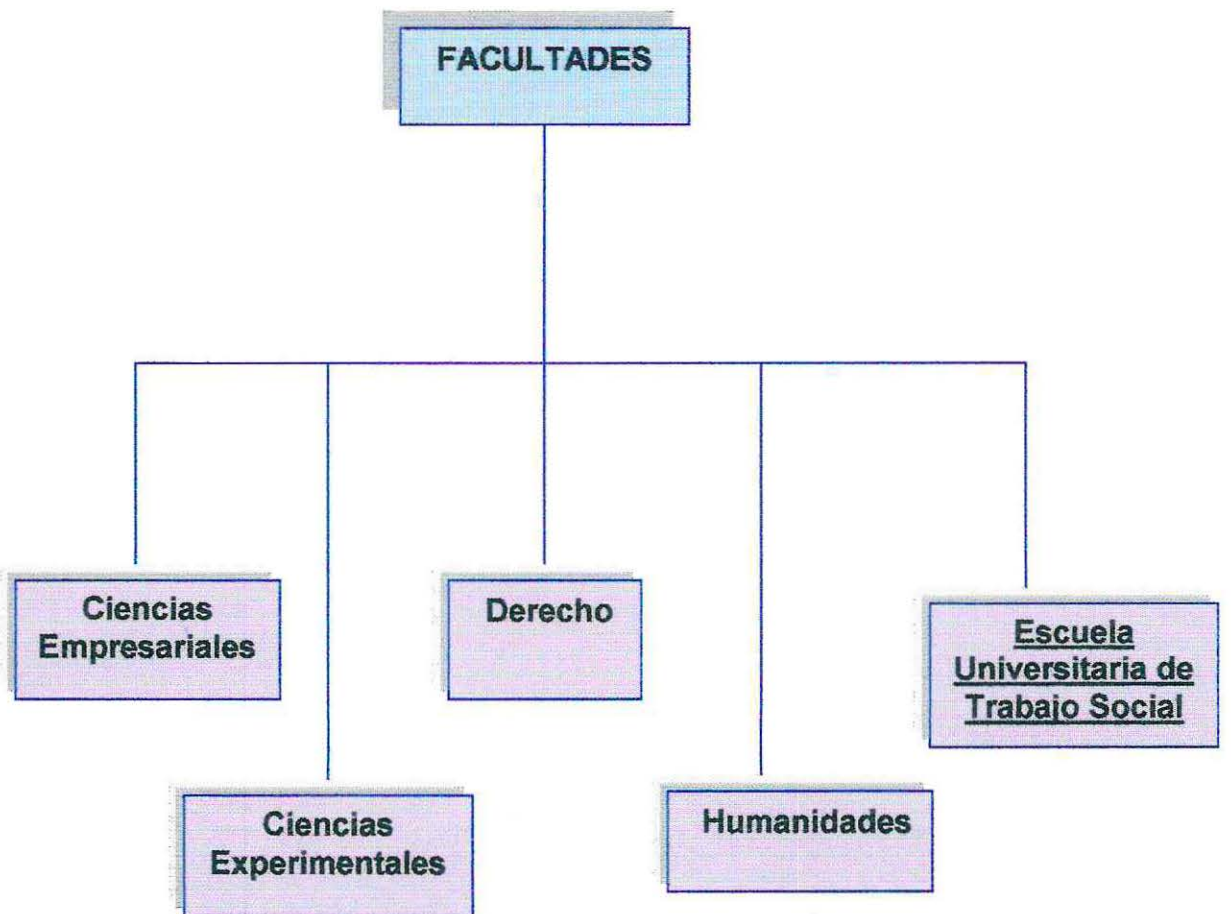 FACULTADES
Ciencias
Empresariales
Derecho
Escuela
Universitaria de
Trabajo Social
Ciencias
Experimentales
Humanidades